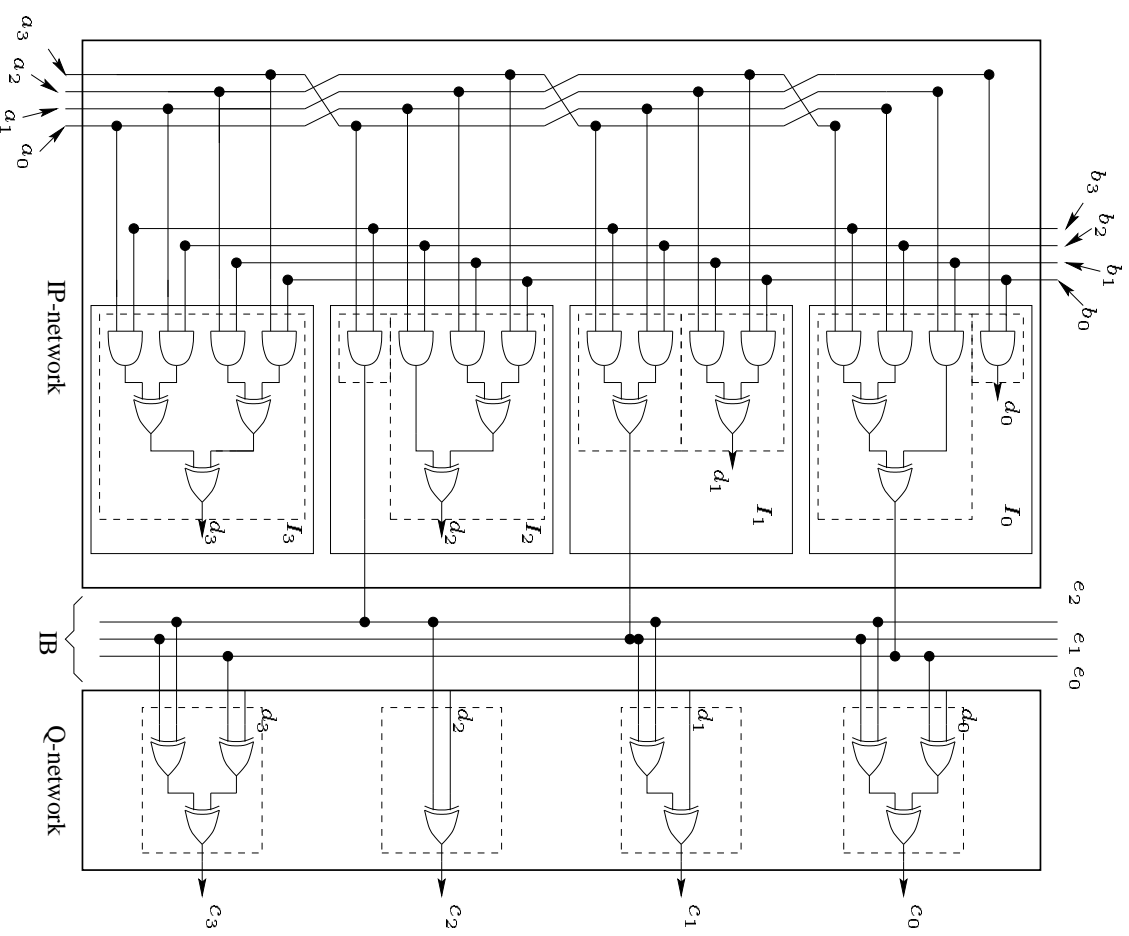 a₃
a₂
a₁
a₀
b₃
b₂
b₁
b₀
IP-network
d₀
d₁
d₃
d₂
I₃
I₂
I₁
I₀
e₂
e₁
e₀
IB
d₃
d₂
d₁
d₀
Q-network
c₃
c₂
c₁
c₀